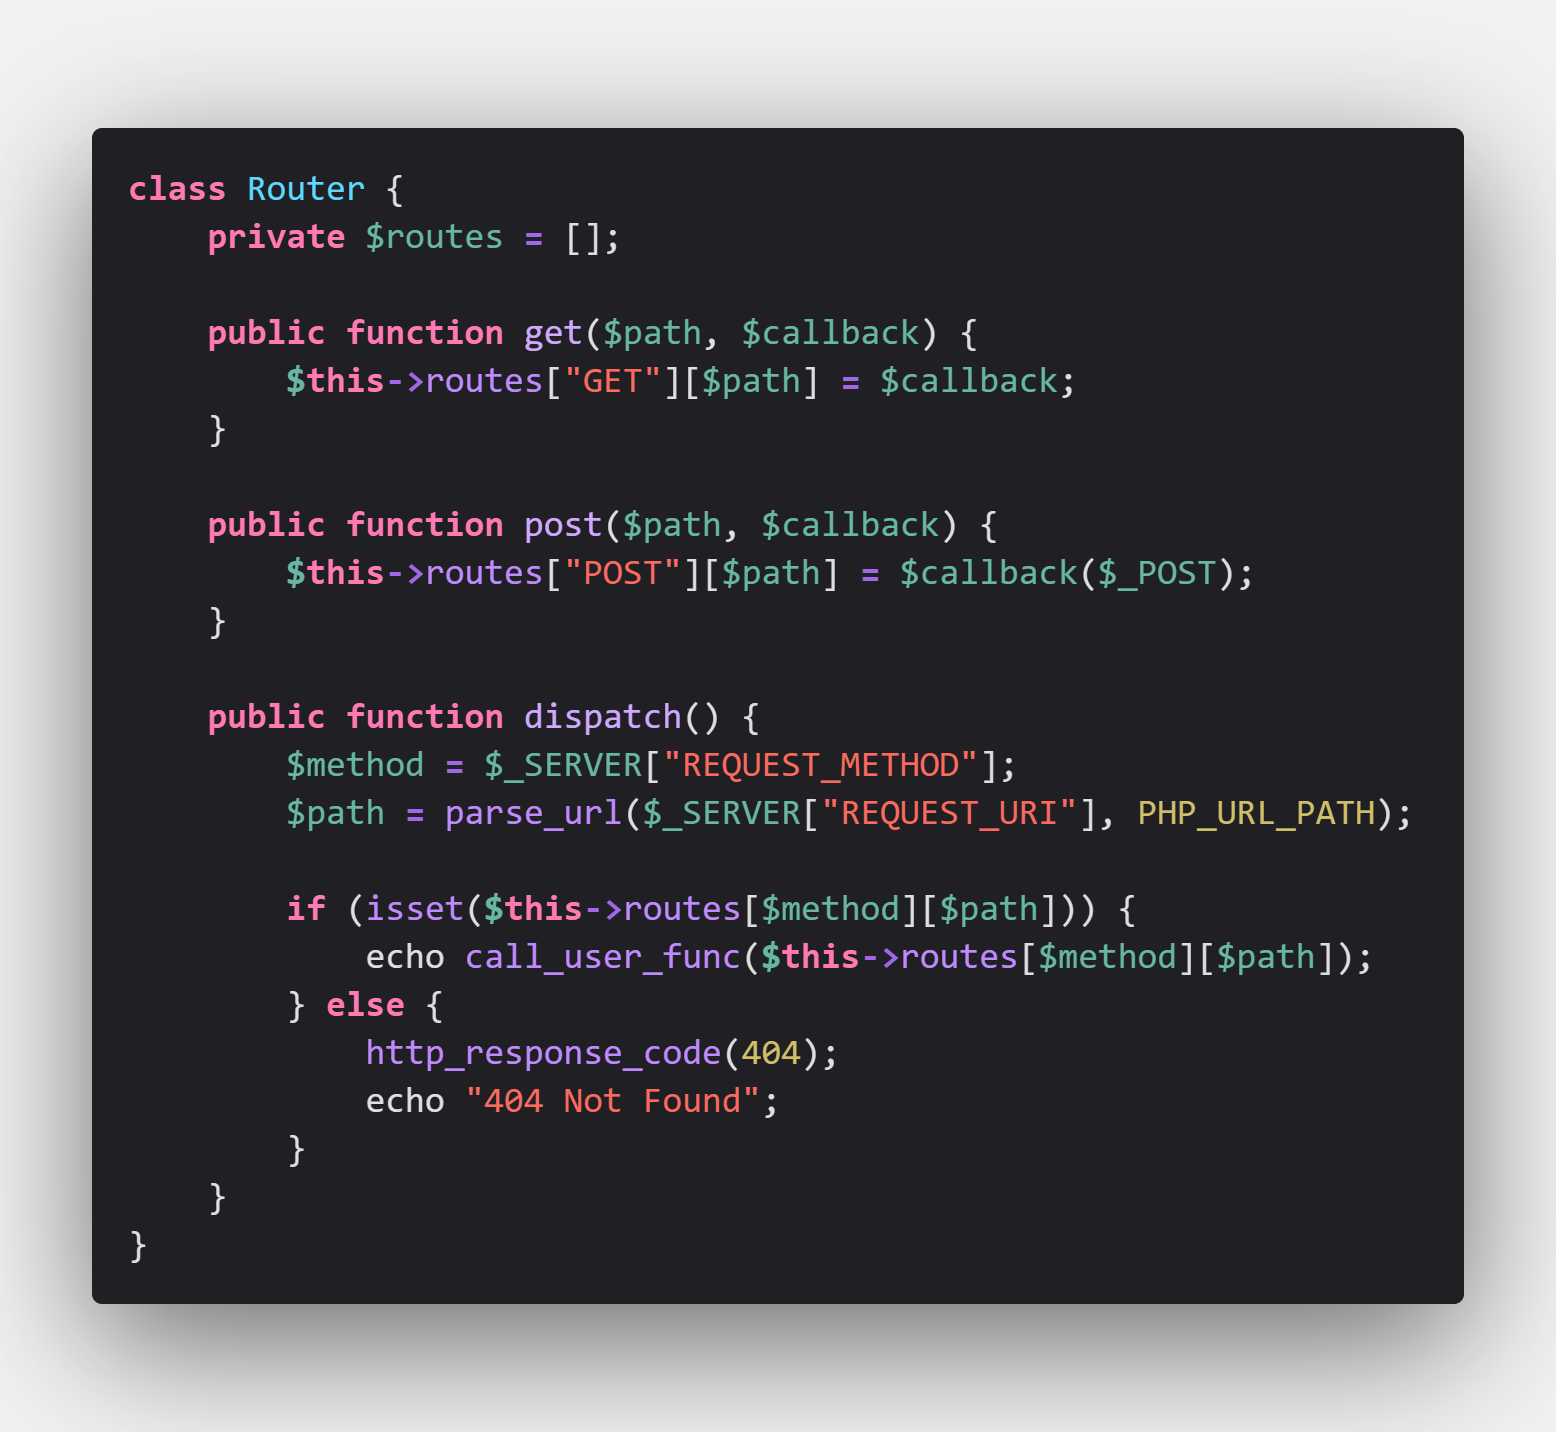 class Router {
    private $routes = [];

    public function get($path, $callback) {
        $this->routes["GET"][$path] = $callback;
    }

    public function post($path, $callback) {
        $this->routes["POST"][$path] = $callback($_POST);
    }

    public function dispatch() {
        $method = $_SERVER["REQUEST_METHOD"];
        $path = parse_url($_SERVER["REQUEST_URI"], PHP_URL_PATH);

        if (isset($this->routes[$method][$path])) {
            echo call_user_func($this->routes[$method][$path]);
        } else {
            http_response_code(404);
            echo "404 Not Found";
        }
    }
}